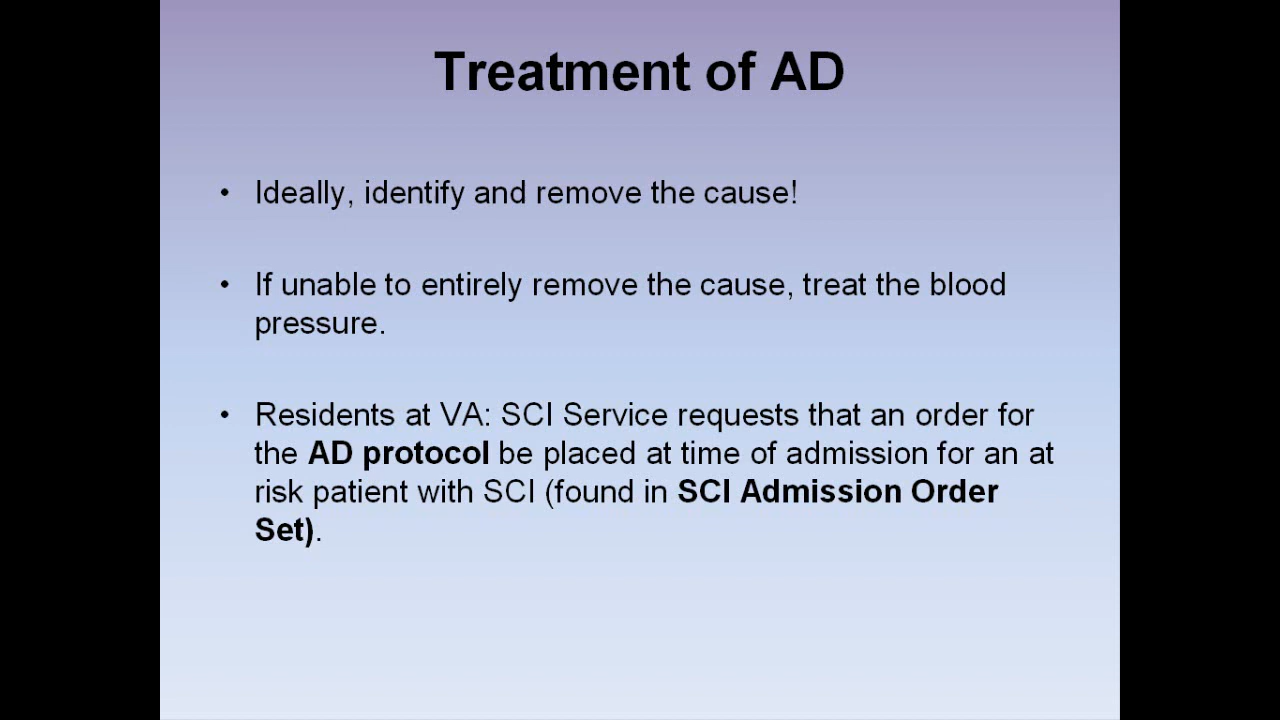 Treatment of AD
• Ideally, identify and remove the cause!
• If unable to entirely remove the cause, treat the blood
pressure.
• Residents at VA: SCI Service requests that an order for
the AD protocol be placed at time of admission for an at
risk patient with SCI (found in SCI Admission Order
Set).